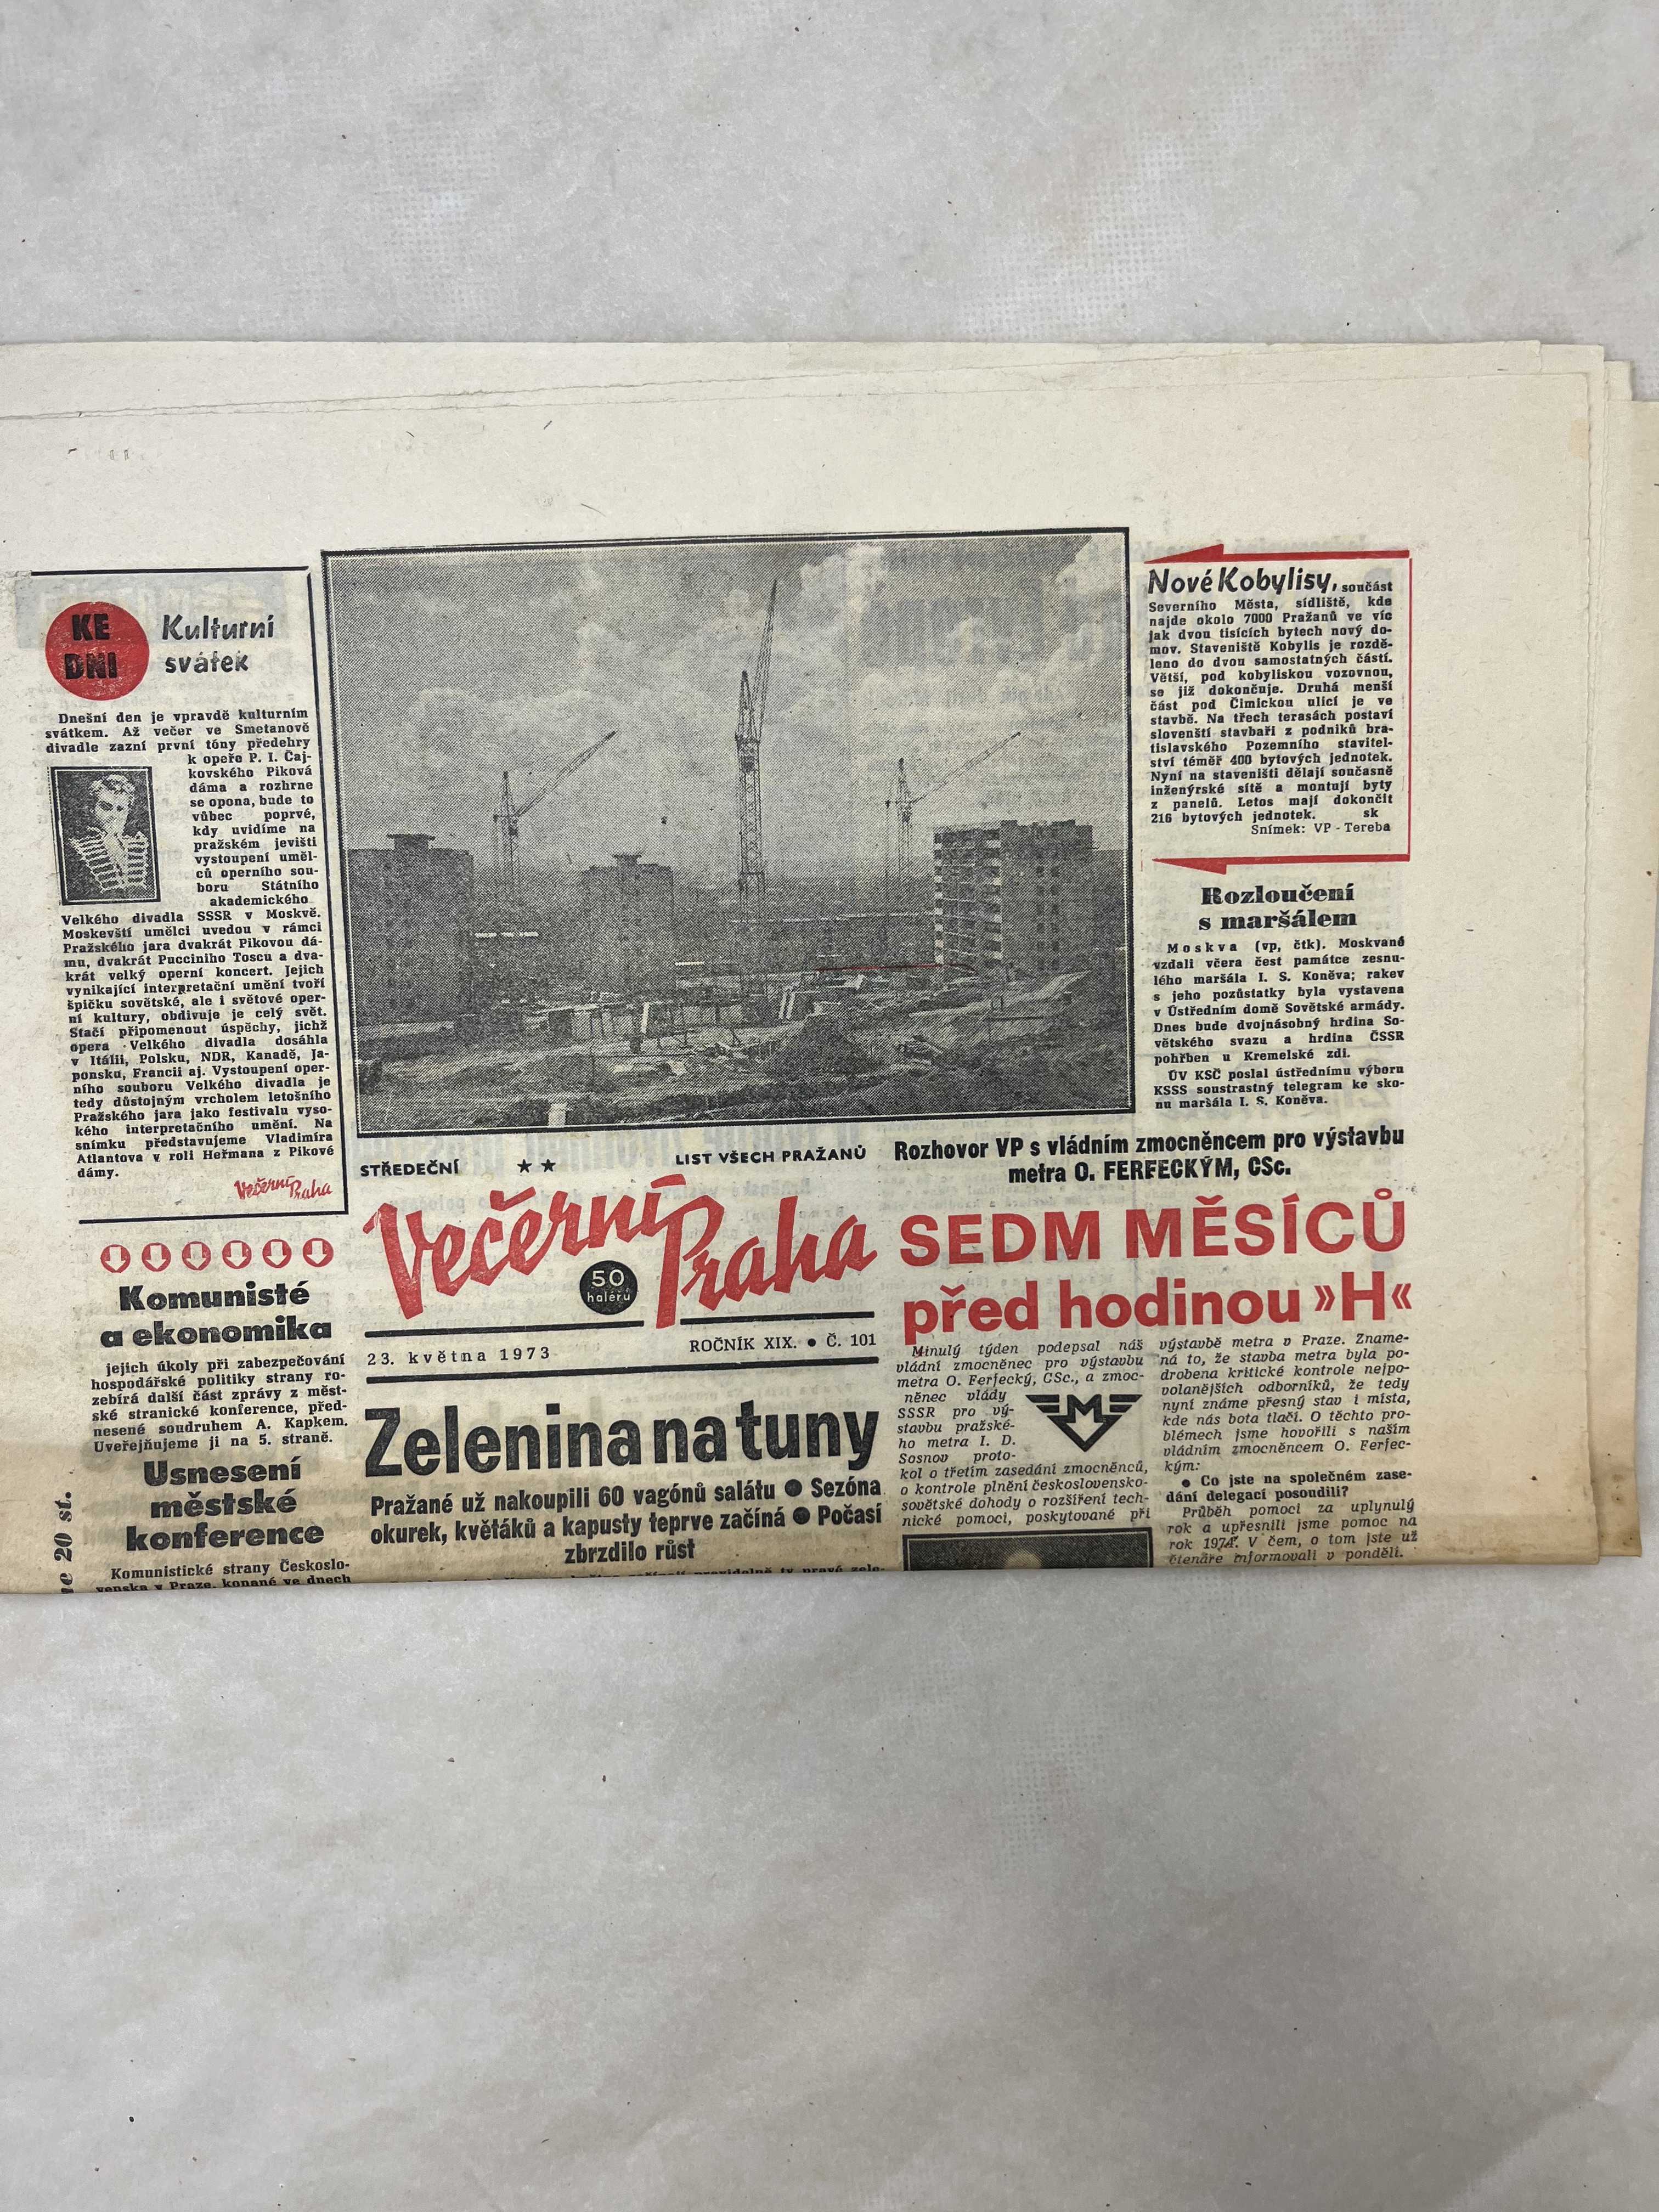 KE
DNI
Kulturní
svátek
Dnešní den je vpravdě kulturním
svátkem. Až večer ve Smetanově
divadle zazní první tóny předehry
k opeře P. I. Čaj-
kovského Piková
dáma a rozhrne
se opona, bude to
vůbec poprvé,
kdy uvidíme na
pražském jevišti
vystoupení uměl-
ců operního sou-
boru Státního
akademického
Velkého divadla SSSR v Moskvě.
Moskevští umělci uvedou v rámci
Pražského jara dvakrát Pikovou dá-
mu, dvakrát Pucciniho Toscu a dva-
krát velký operní koncert. Jejich
vynikající interpretační umění tvoří
špičku sovětské, ale i světové oper-
ní kultury, obdivuje je celý svět.
Stačí připomenout úspěchy, jichž
opera Velkého divadla dosáhla
v Itálii, Polsku, NDR, Kanadě, Ja-
ponsku, Francii aj. Vystoupení oper-
ního souboru Velkého divadla je
tedy důstojným vrcholem letošního
Pražského jara jako festivalu vyso-
kého interpretačního umění. Na
snímku představujeme Vladimíra
Atlantova v roli Heřmana z Pikové
dámy.
Večerní Praha
Komunisté
a ekonomika
jejich úkoly při zabezpečování
hospodářské politiky strany ro-
zebírá další část zprávy z měst-
ské stranické konference, před-
nesené soudruhem A. Kapkem.
Uveřejňujeme ji na 5. straně.
Usnesení
městské
konference
Komunistické strany Českoslo-
venska v Praze, konané ve dnech
ne 20 st.
Nové Kobylisy, součást
Severního Města, sídliště, kde
najde okolo 7000 Pražanů ve víc
jak dvou tisících bytech nový do-
mov. Staveniště Kobylis je rozdě-
leno do dvou samostatných částí.
Větší, pod kobyliskou vozovnou,
se již dokončuje. Druhá menší
část pod Čimickou ulicí je ve
stavbě. Na třech terasách postaví
slovenští stavbaři z podniků bra-
tislavského Pozemního stavitel-
ství téměř 400 bytových jednotek.
Nyní na staveništi dělají současně
inženýrské sítě a montují byty
z panelů. Letos mají dokončit
216 bytových jednotek. sk
Snímek: VP - Tereba
Rozloučení
s maršálem
Moskva (vp, čtk). Moskvané
vzdali včera čest památce zesnu-
lého maršála I. S. Koněva; rakev
s jeho pozůstatky byla vystavena
v Ústředním domě Sovětské armády.
Dnes bude dvojnásobný hrdina So-
větského svazu a hrdina ČSSR
pohřben u Kremelské zdi.
ÚV KSČ poslal ústřednímu výboru
KSSS soustrastný telegram ke sko-
nu maršála I. S. Koněva.
STŘEDEČNÍ ★★ LIST VŠECH PRAŽANŮ
Večerní Praha
50
haléřů
23. května 1973
ROČNÍK XIX. ● Č. 101
Zelenina na tuny
Pražané už nakoupili 60 vagónů salátu ● Sezóna
okurek, květáků a kapusty teprve začíná ● Počasí
zbrzdilo růst
Rozhovor VP s vládním zmocněncem pro výstavbu
metra O. FERFECKÝM, CSc.
SEDM MĚSÍCŮ
před hodinou »H«
Minulý týden podepsal náš
vládní zmocněnec pro výstavbu
metra O. Ferfecký, CSc., a zmoc-
něnec vlády
SSSR pro vý-
stavbu pražské-
ho metra I. D.
Sosnov proto-
kol o třetím zasedání zmocněnců,
o kontrole plnění československo-
sovětské dohody o rozšíření tech-
nické pomoci, poskytované při
M
výstavbě metra v Praze. Zname-
ná to, že stavba metra byla po-
drobena kritické kontrole nejpo-
volanějších odborníků, že tedy
nyní známe přesný stav i místa,
kde nás bota tlačí. O těchto pro-
blémech jsme hovořili s naším
vládním zmocněncem O. Ferfec-
kým:
● Co jste na společném zase-
dání delegací posoudili?
Průběh pomoci za uplynulý
rok a upřesnili jsme pomoc na
rok 1974. V čem, o tom jste už
čtenáře informovali v pondělí.